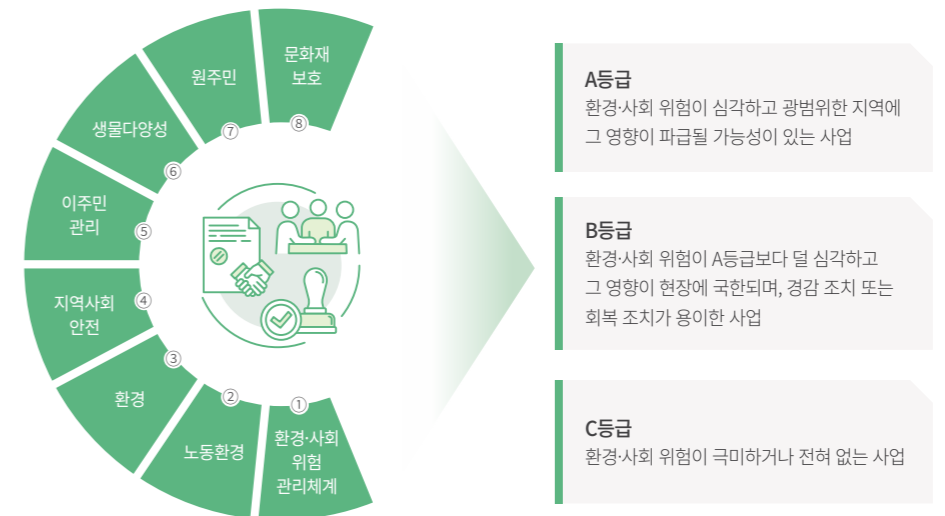 문화재
보호
⑧
원주민
⑦
생물다양성
⑥
이주민
관리
⑤
지역사회
안전
④
환경
③
노동환경
②
환경·사회
위험
관리체계
①
A등급
환경·사회 위험이 심각하고 광범위한 지역에
그 영향이 파급될 가능성이 있는 사업
B등급
환경·사회 위험이 A등급보다 덜 심각하고
그 영향이 현장에 국한되며, 경감 조치 또는
회복 조치가 용이한 사업
C등급
환경·사회 위험이 극미하거나 전혀 없는 사업